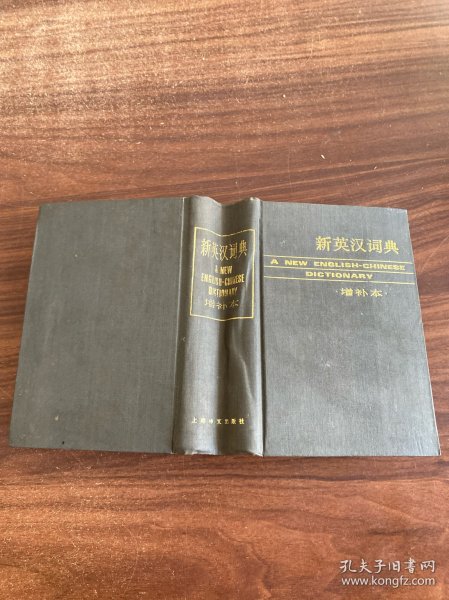 新英汉词典
A NEW
ENGLISH-CHINESE
DICTIONARY
增补本
上海译文出版社
新英汉词典
A NEW ENGLISH-CHINESE
DICTIONARY
·增补本·
孔夫子旧书网
www.kongfz.com